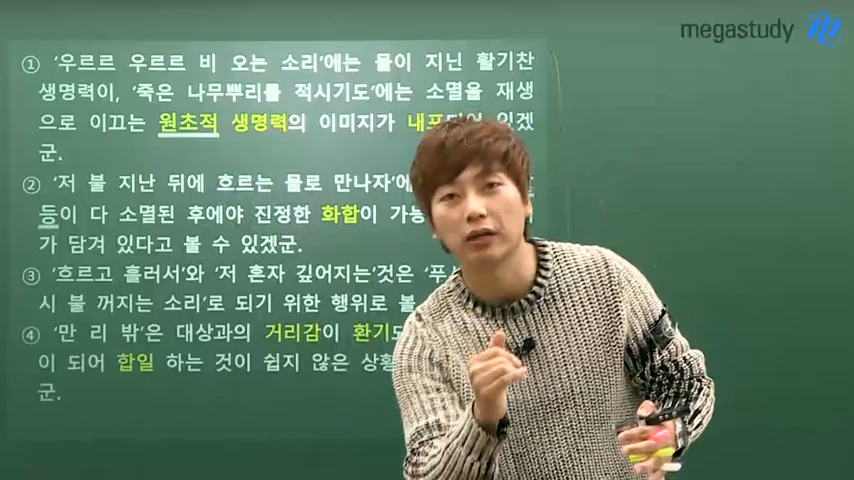 megastudy
① '우르르 우르르 비 오는 소리'에는 물이 지닌 활기찬
생명력이, '죽은 나무뿌리를 적시기도'에는 소멸을 재생
으로 이끄는 원초적 생명력의 이미지가 있겠
군.
② '저 불 지난 뒤에 흐르는 물로 만나자'에
등이 다 소멸된 후에야 진정한 화합이
가 담겨 있다고 볼 수 있겠군.
③ '흐르고 흘러서'와 '저 혼자 깊어지는'것은
시 불 꺼지는 소리'로 되기 위한 행위로 볼
④ '만 리 밖'은 대상과의 거리감이
이 되어 합일 하는 것이 쉽지 않은
군.